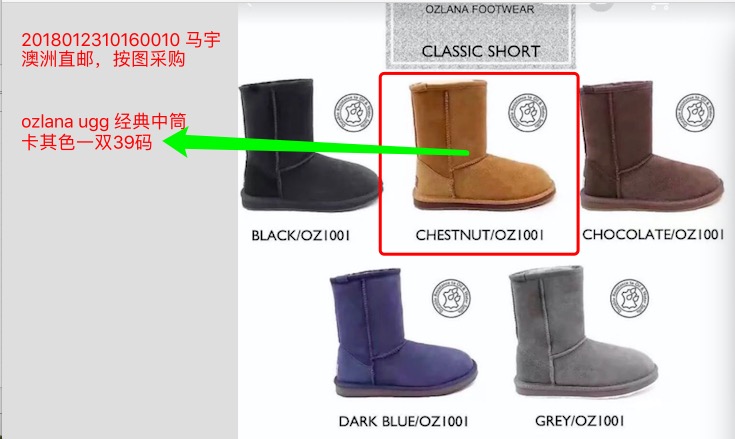 2018012310160010 马宇
澳洲直邮，按图采购
ozlana ugg 经典中筒
卡其色一双39码
OZLANA FOOTWEAR
CLASSIC SHORT
BLACK/OZ1001
CHESTNUT/OZ1001
CHOCOLATE/OZ1001
DARK BLUE/OZ1001
GREY/OZ1001